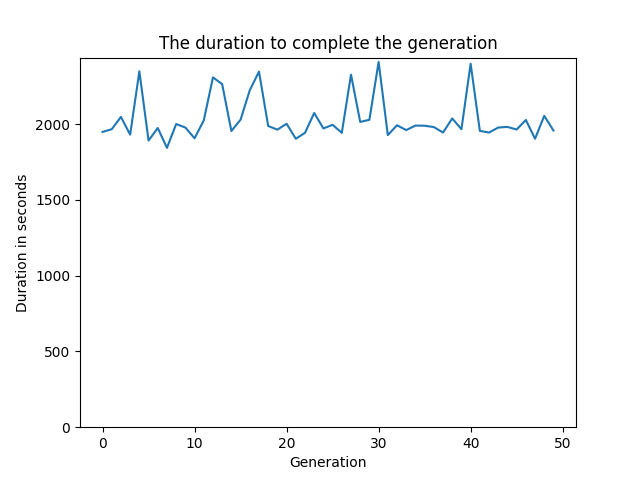 The duration to complete the generation
2000
1500
1000
500
0
Duration in seconds
0 10 20 30 40 50
Generation